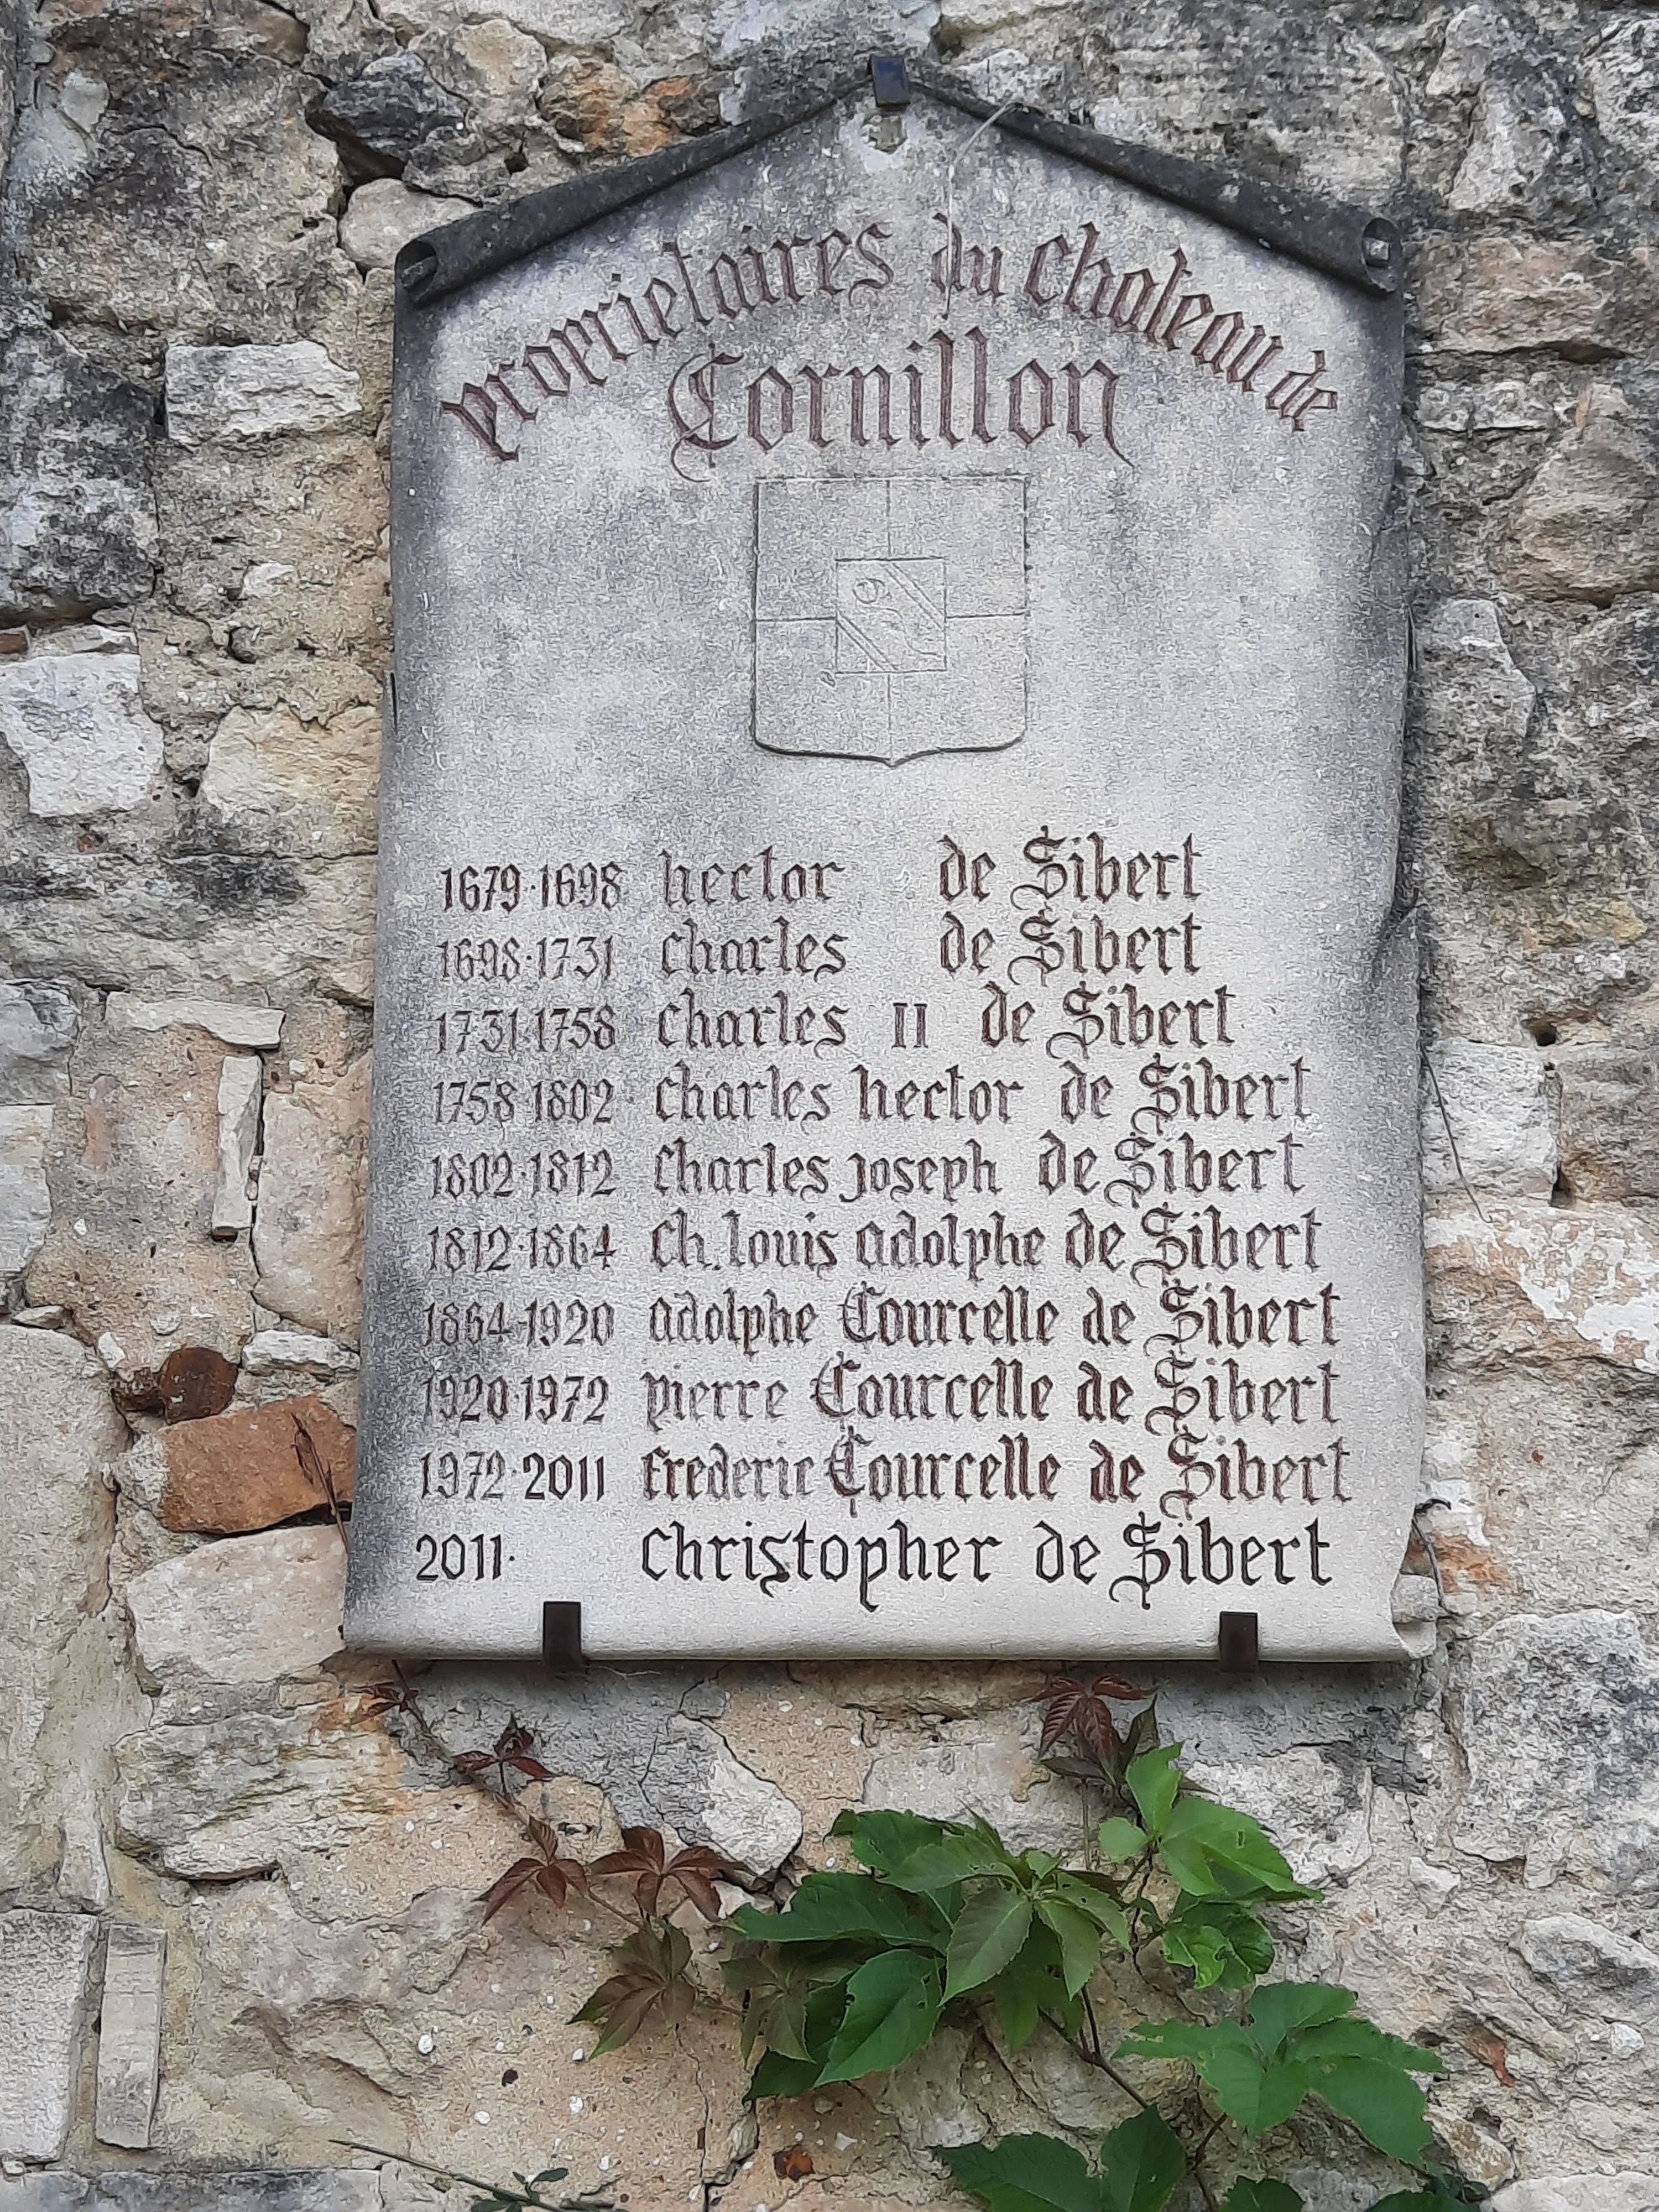 proprietaires du chateau de
Cornillon
1679·1698 hector de Sibert
1698·1731 charles de Sibert
1731·1758 charles II de Sibert
1758·1802 charles hector de Sibert
1802·1812 charles joseph de Sibert
1812·1864 Ch. louis adolphe de Sibert
1864·1920 adolphe Courcelle de Sibert
1920·1972 pierre Courcelle de Sibert
1972·2011 frederic Courcelle de Sibert
2011· christopher de Sibert